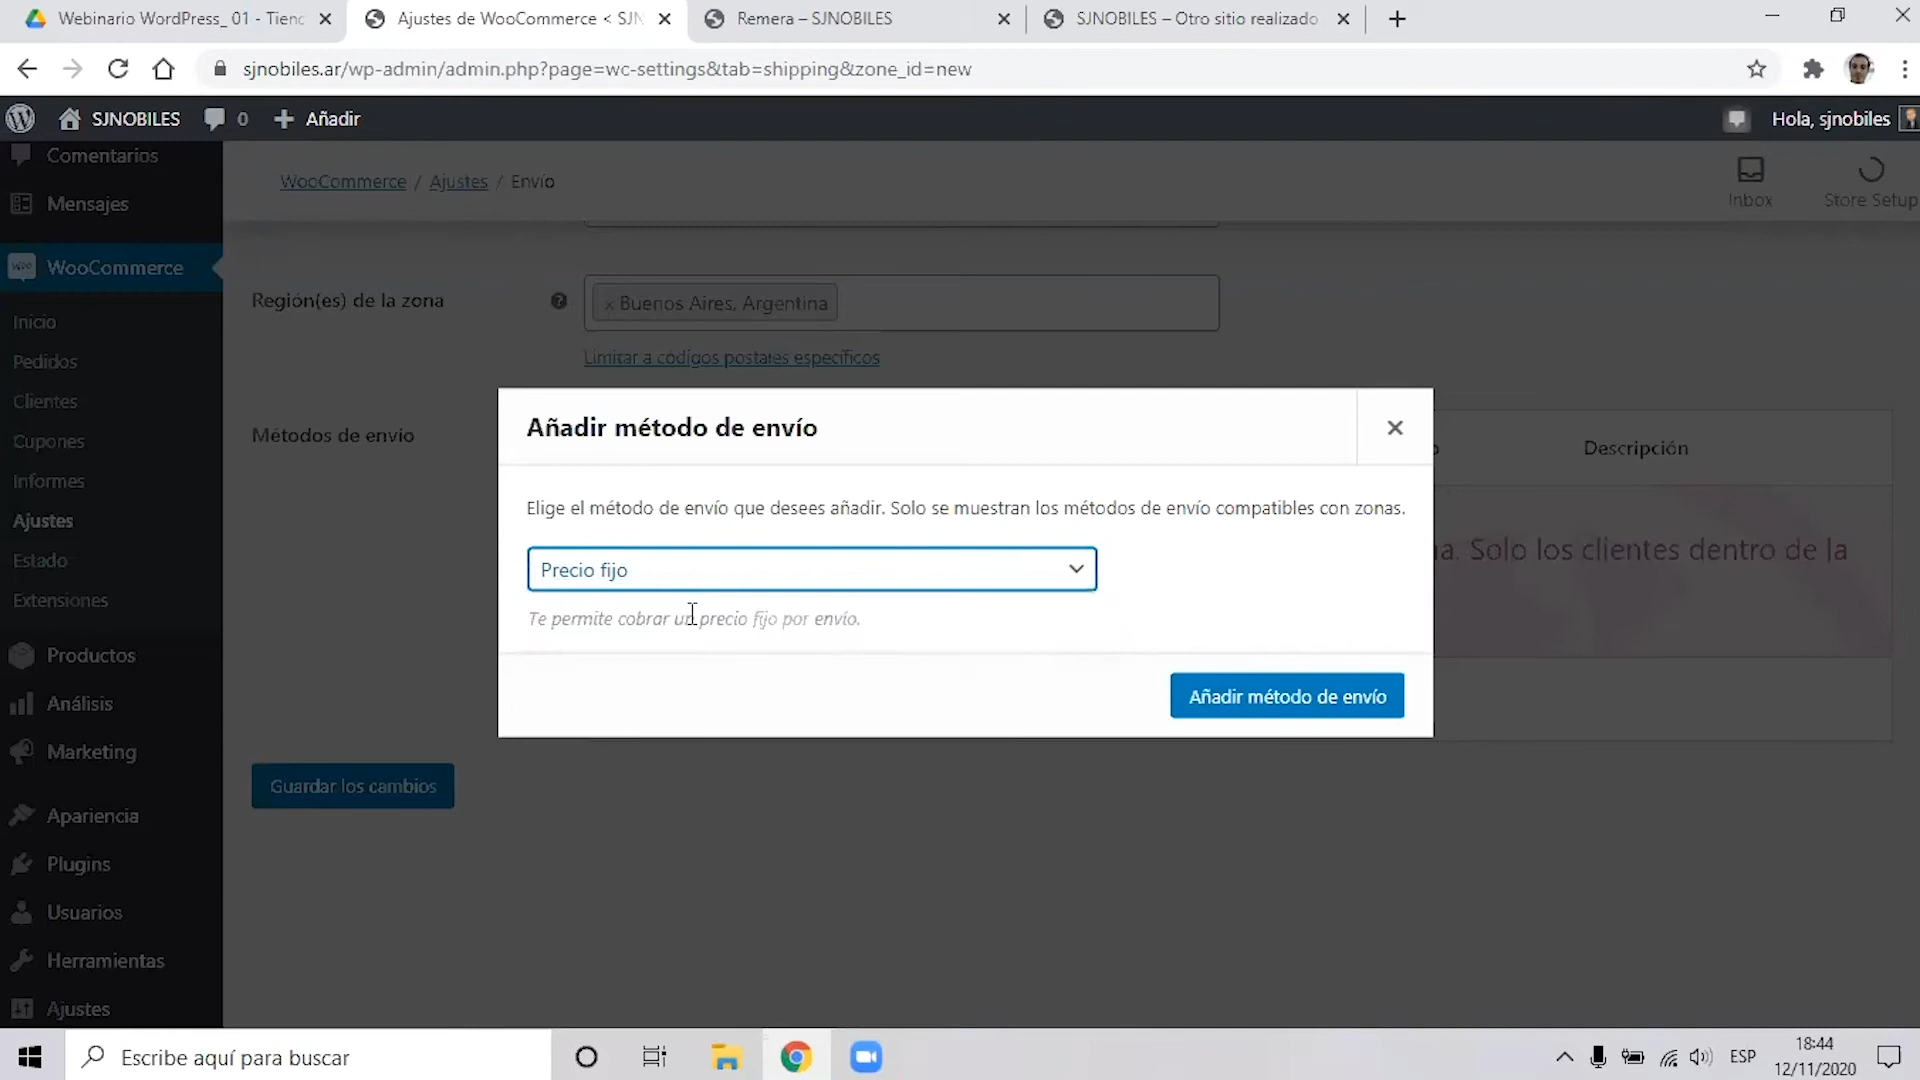 Webinario WordPress_ 01 - Tienc
Ajustes de WooCommerce < SJN
Remera – SJNOBILES
SJNOBILES – Otro sitio realizado
sjnobiles.ar/wp-admin/admin.php?page=wc-settings&tab=shipping&zone_id=new
SJNOBILES
0
Añadir
Hola, sjnobiles
Comentarios
Mensajes
WooCommerce
Inicio
Pedidos
Clientes
Cupones
Informes
Ajustes
Estado
Extensiones
Productos
Análisis
Marketing
Apariencia
Plugins
Usuarios
Herramientas
Ajustes
WooCommerce / Ajustes / Envío
Inbox
Store Setup
Región(es) de la zona
× Buenos Aires, Argentina
Limitar a códigos postales específicos
Métodos de envío
Descripción
na. Solo los clientes dentro de la
Añadir método de envío
Elige el método de envío que desees añadir. Solo se muestran los métodos de envío compatibles con zonas.
Precio fijo
Te permite cobrar un precio fijo por envío.
Añadir método de envío
Guardar los cambios
Escribe aquí para buscar
ESP
18:44
12/11/2020